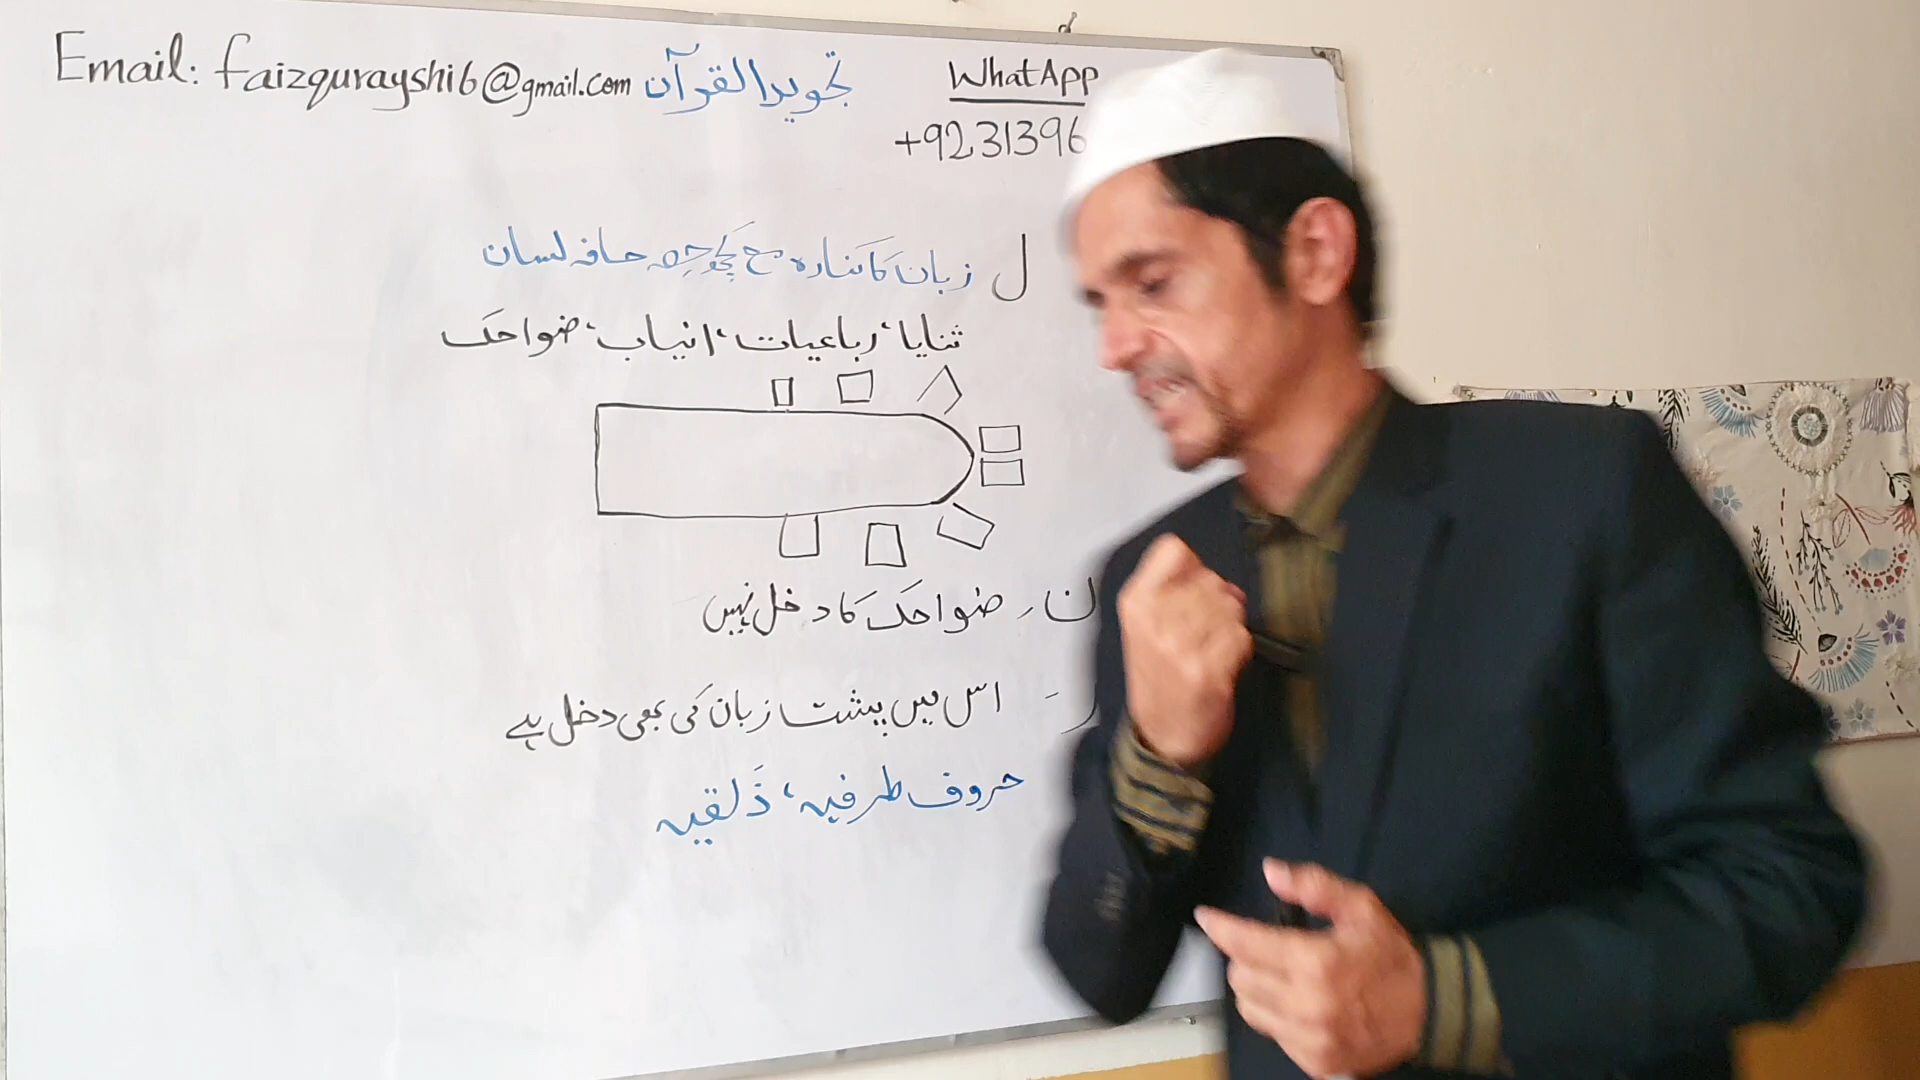 Email: faizqurayshi6@gmail.com تجوید القرآن
WhatApp
+9231396
ل زبان کا کنارہ مع کچھ حصہ حافہ لسان
ثنایا، رباعیات، انیاب، ضواحک
ن ۔ ضواحک کا دخل نہیں
ر ۔ اس میں پشت زبان کی بھی دخل ہے
حروف طرفیہ، ذَلقیہ